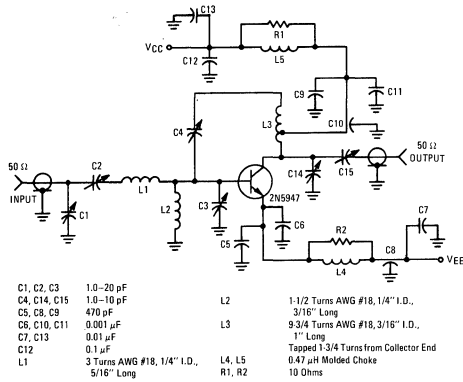 C13
R1
VCC
C12
L5
C9
C11
C10
C4
L3
50 Ω
INPUT
C2
C1
L1
L2
C3
2N5947
C14
C15
50 Ω
OUTPUT
C5
C6
R2
L4
C7
C8
VEE
C1, C2, C3 1.0–20 pF
C4, C14, C15 1.0–10 pF
C5, C8, C9 470 pF
C6, C10, C11 0.001 μF
C7, C13 0.01 μF
C12 0.1 μF
L1 3 Turns AWG #18, 1/4" I.D.,
5/16" Long
L2 1-1/2 Turns AWG #18, 1/4" I.D.,
3/16" Long
L3 9-3/4 Turns AWG #18, 3/16" I.D.,
1" Long
Tapped 1-3/4 Turns from Collector End
L4, L5 0.47 μH Molded Choke
R1, R2 10 Ohms